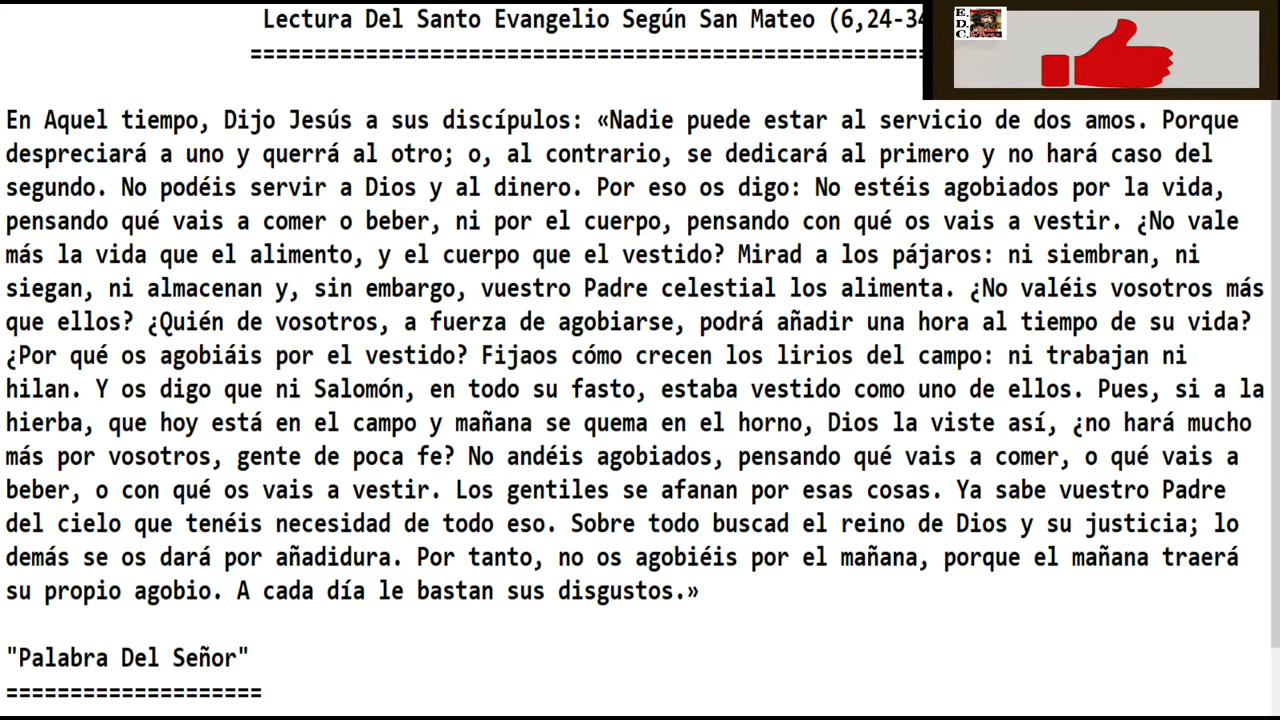 Lectura Del Santo Evangelio Según San Mateo (6,24-34
====================================================
E.
D.
C.
En Aquel tiempo, Dijo Jesús a sus discípulos: «Nadie puede estar al servicio de dos amos. Porque
despreciará a uno y querrá al otro; o, al contrario, se dedicará al primero y no hará caso del
segundo. No podéis servir a Dios y al dinero. Por eso os digo: No estéis agobiados por la vida,
pensando qué vais a comer o beber, ni por el cuerpo, pensando con qué os vais a vestir. ¿No vale
más la vida que el alimento, y el cuerpo que el vestido? Mirad a los pájaros: ni siembran, ni
siegan, ni almacenan y, sin embargo, vuestro Padre celestial los alimenta. ¿No valéis vosotros más
que ellos? ¿Quién de vosotros, a fuerza de agobiarse, podrá añadir una hora al tiempo de su vida?
¿Por qué os agobiáis por el vestido? Fijaos cómo crecen los lirios del campo: ni trabajan ni
hilan. Y os digo que ni Salomón, en todo su fasto, estaba vestido como uno de ellos. Pues, si a la
hierba, que hoy está en el campo y mañana se quema en el horno, Dios la viste así, ¿no hará mucho
más por vosotros, gente de poca fe? No andéis agobiados, pensando qué vais a comer, o qué vais a
beber, o con qué os vais a vestir. Los gentiles se afanan por esas cosas. Ya sabe vuestro Padre
del cielo que tenéis necesidad de todo eso. Sobre todo buscad el reino de Dios y su justicia; lo
demás se os dará por añadidura. Por tanto, no os agobiéis por el mañana, porque el mañana traerá
su propio agobio. A cada día le bastan sus disgustos.»
"Palabra Del Señor"
====================